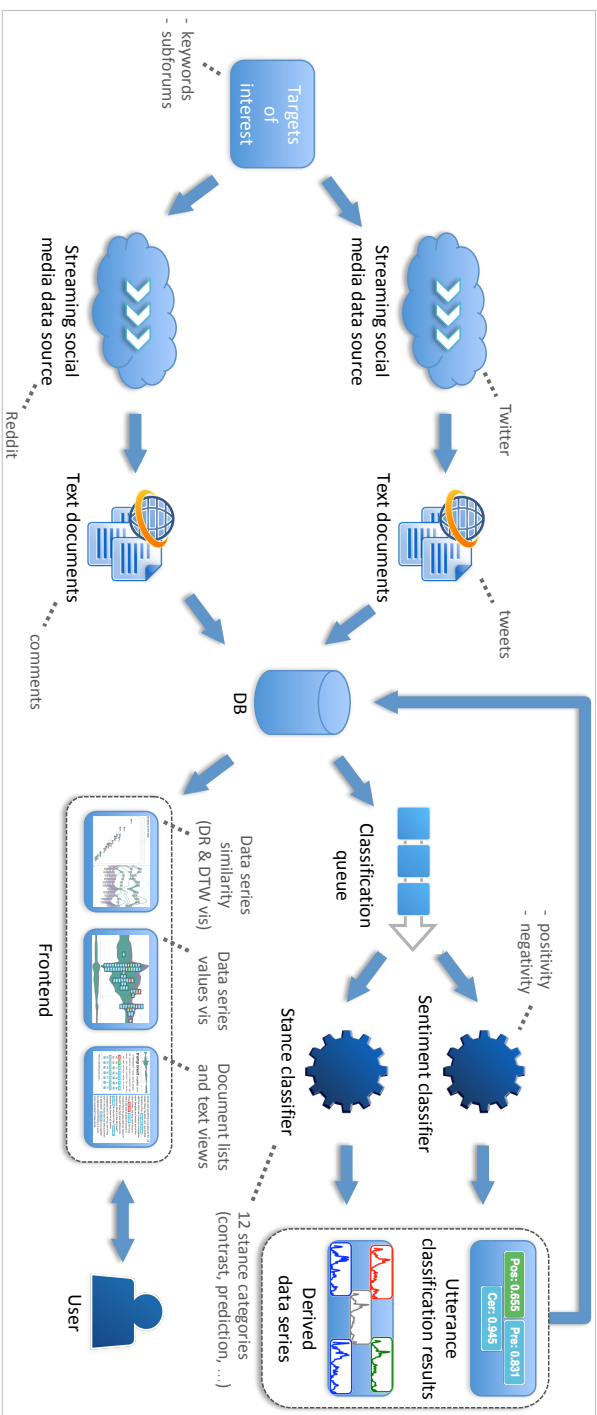 - keywords
- subforums
Targets
of
interest
Streaming social
media data source
Twitter
Streaming social
media data source
Reddit
Text documents
tweets
Text documents
comments
DB
Classification
queue
- positivity
- negativity
Sentiment classifier
Stance classifier
12 stance categories
(contrast, prediction, ...)
Pos: 0.655
Pre: 0.831
Cer: 0.945
Utterance
classification results
Derived
data series
Data series
similarity
(DR & DTW vis)
Data series
values vis
Document lists
and text views
Frontend
User